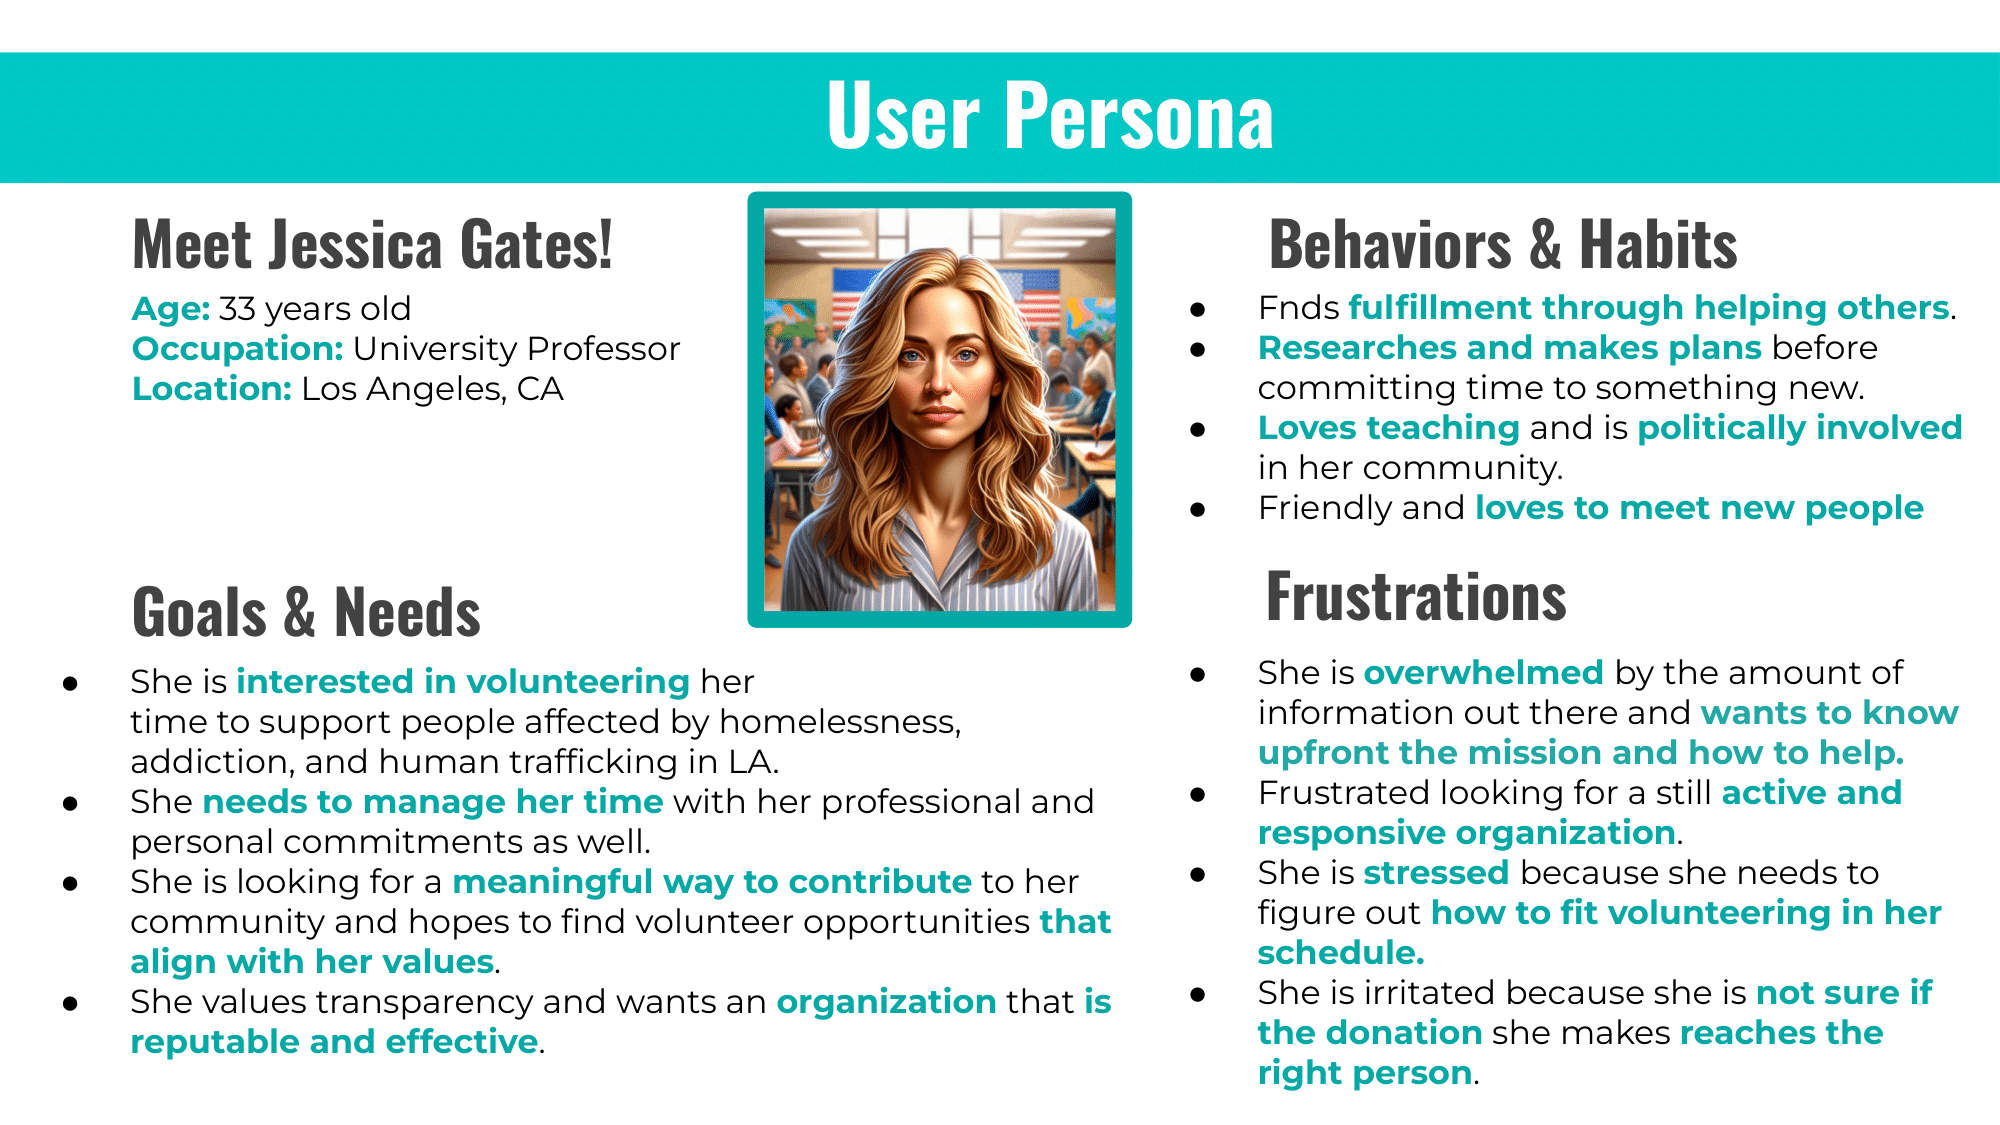 User Persona
Meet Jessica Gates!
Age: 33 years old
Occupation: University Professor
Location: Los Angeles, CA
Goals & Needs
● She is interested in volunteering her
time to support people affected by homelessness,
addiction, and human trafficking in LA.
● She needs to manage her time with her professional and
personal commitments as well.
● She is looking for a meaningful way to contribute to her
community and hopes to find volunteer opportunities that
align with her values.
● She values transparency and wants an organization that is
reputable and effective.
Behaviors & Habits
● Fnds fulfillment through helping others.
● Researches and makes plans before
committing time to something new.
● Loves teaching and is politically involved
in her community.
● Friendly and loves to meet new people
Frustrations
● She is overwhelmed by the amount of
information out there and wants to know
upfront the mission and how to help.
● Frustrated looking for a still active and
responsive organization.
● She is stressed because she needs to
figure out how to fit volunteering in her
schedule.
● She is irritated because she is not sure if
the donation she makes reaches the
right person.